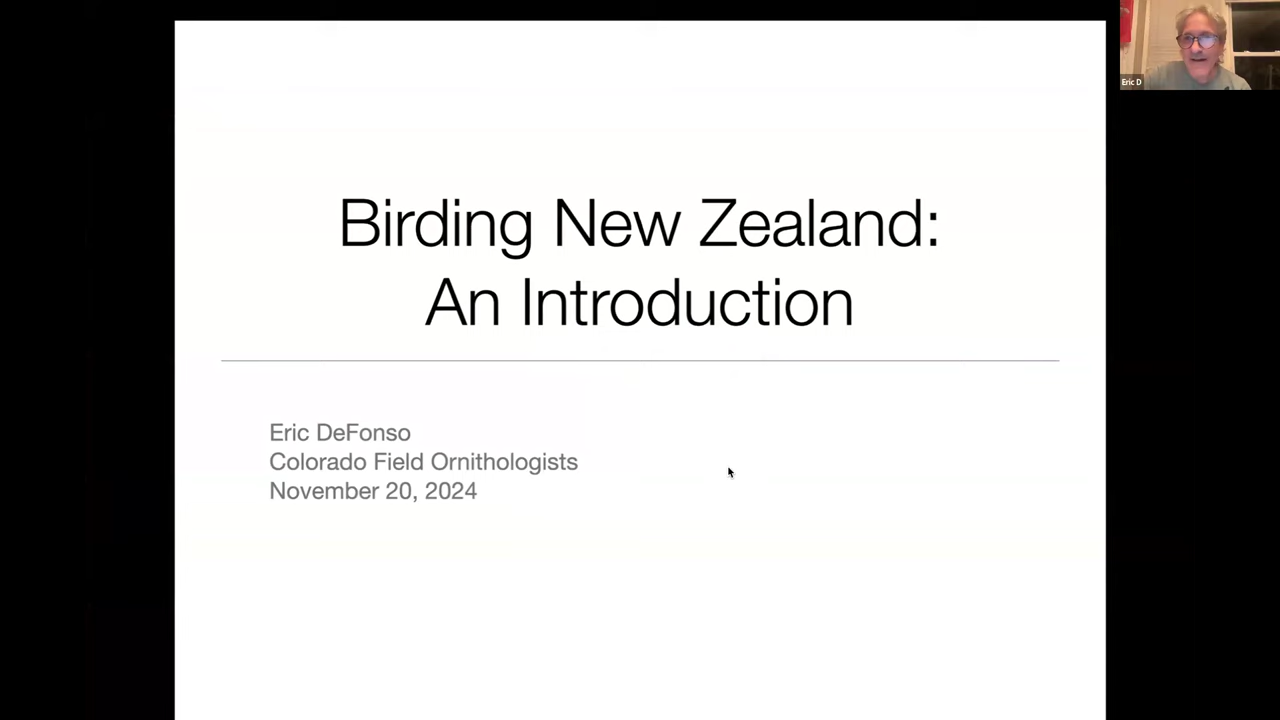 Birding New Zealand:
An Introduction
Eric DeFonso
Colorado Field Ornithologists
November 20, 2024
Eric D